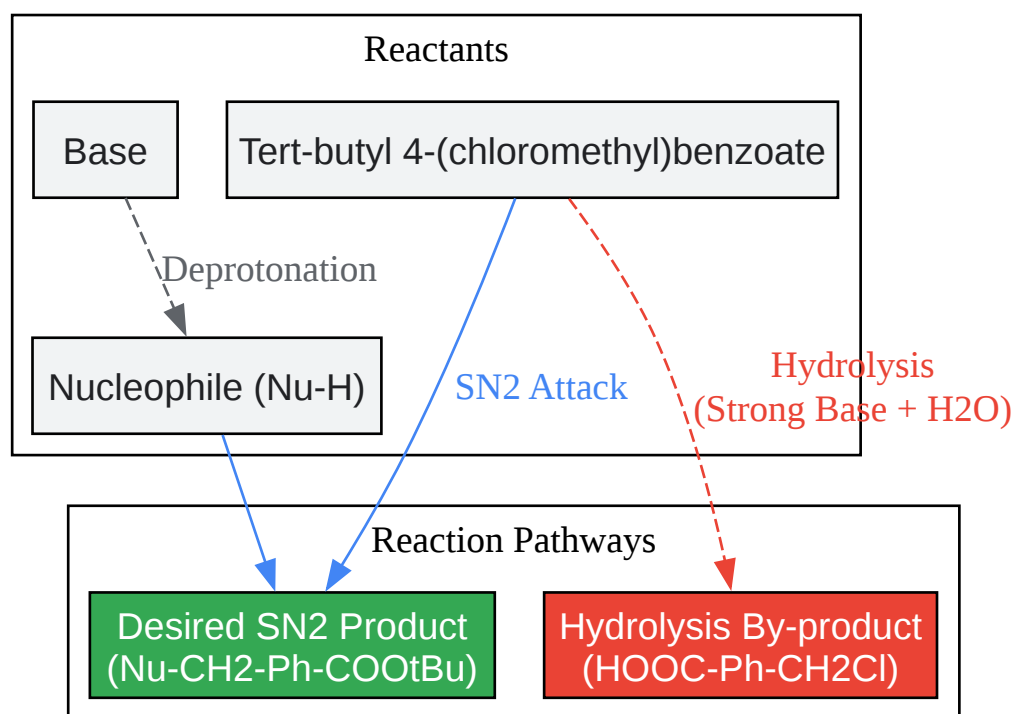 Reactants
Base
Tert-butyl 4-(chloromethyl)benzoate
Deprotonation
Nucleophile (Nu-H)
SN2 Attack
Hydrolysis
(Strong Base + H2O)
Reaction Pathways
Desired SN2 Product
(Nu-CH2-Ph-COOtBu)
Hydrolysis By-product
(HOOC-Ph-CH2Cl)